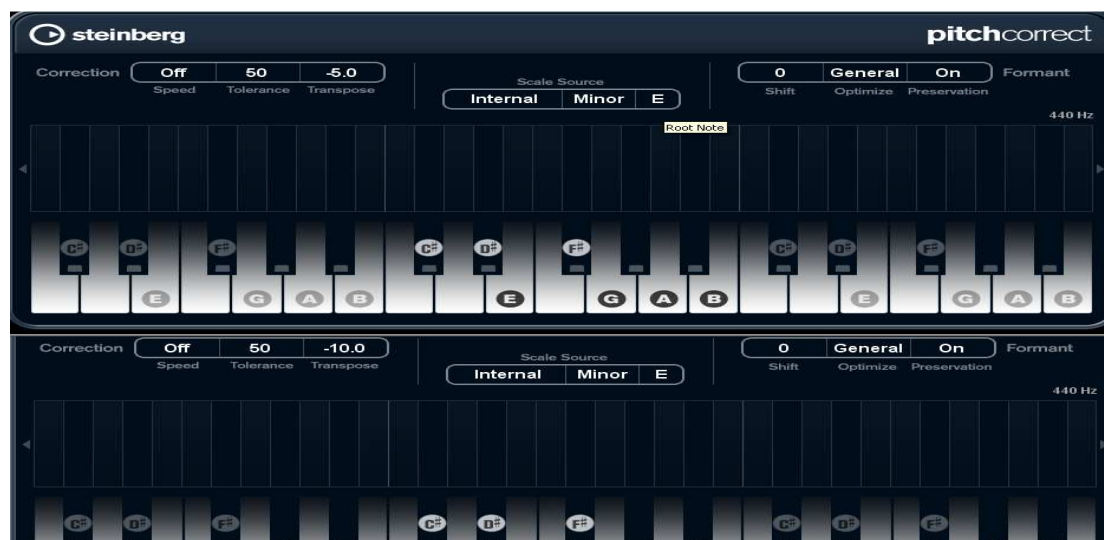 steinberg pitchcorrect
Correction Off 50 -5.0 Scale Source 0 General On Formant
Speed Tolerance Transpose Internal Minor E Shift Optimize Preservation
Root Note
440 Hz
C# D# F# C# D# F# C# D# F#
E G A B E G A B E G A B
Correction Off 50 -10.0 Scale Source 0 General On Formant
Speed Tolerance Transpose Internal Minor E Shift Optimize Preservation
440 Hz
C# D# F# C# D# F# C# D# F#